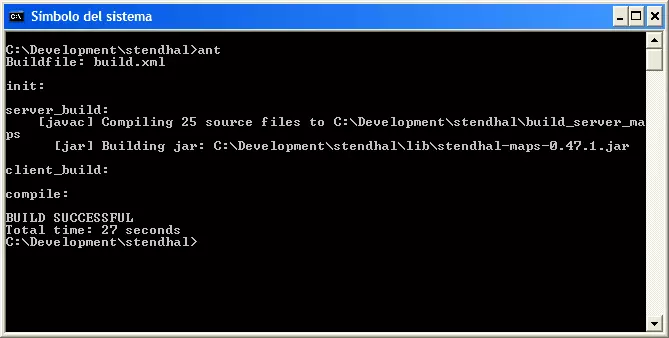 Símbolo del sistema
C:\Development\stendhal>ant
Buildfile: build.xml
init:
server_build:
[javac] Compiling 25 source files to C:\Development\stendhal\build_server_ma
ps
[jar] Building jar: C:\Development\stendhal\lib\stendhal-maps-0.47.1.jar
client_build:
compile:
BUILD SUCCESSFUL
Total time: 27 seconds
C:\Development\stendhal>